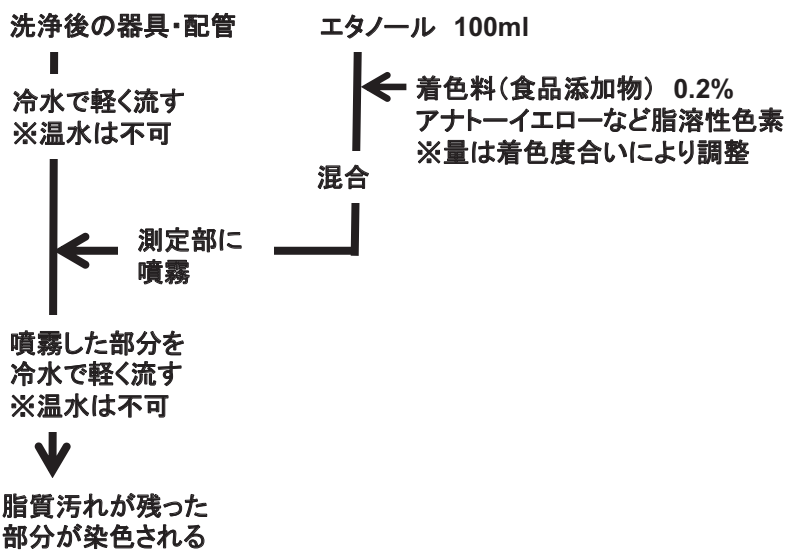 洗浄後の器具・配管
冷水で軽く流す
※温水は不可
エタノール 100ml
着色料（食品添加物） 0.2%
アナトーイエローなど脂溶性色素
※量は着色度合いにより調整
混合
測定部に
噴霧
噴霧した部分を
冷水で軽く流す
※温水は不可
脂質汚れが残った
部分が染色される